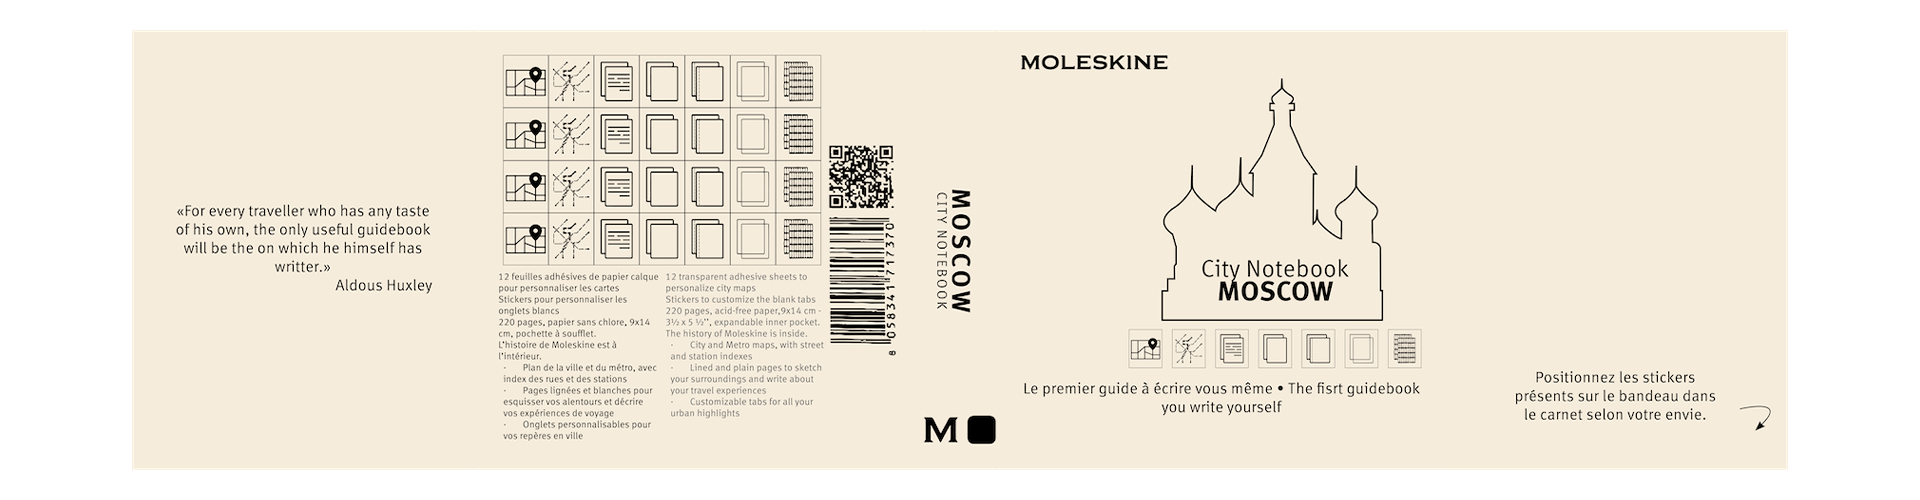 «For every traveller who has any taste
of his own, the only useful guidebook
will be the on which he himself has
writter.»
Aldous Huxley
12 feuilles adhésives de papier calque
pour personnaliser les cartes
Stickers pour personnaliser les
onglets blancs
220 pages, papier sans chlore, 9x14
cm, pochette à soufflet.
L'histoire de Moleskine est à
l'intérieur.
· Plan de la ville et du métro, avec
index des rues et des stations
· Pages lignées et blanches pour
esquisser vos alentours et décrire
vos expériences de voyage
· Onglets personnalisables pour
vos repères en ville
12 transparent adhesive sheets to
personalize city maps
Stickers to customize the blank tabs
220 pages, acid-free paper,9x14 cm -
3½ x 5 ½’’, expandable inner pocket.
The history of Moleskine is inside.
· City and Metro maps, with street
and station indexes
· Lined and plain pages to sketch
your surroundings and write about
your travel experiences
· Customizable tabs for all your
urban highlights
8 058341 717370
MOSCOW
CITY NOTEBOOK
M
MOLESKINE
City Notebook
MOSCOW
Le premier guide à écrire vous même • The fisrt guidebook
you write yourself
Positionnez les stickers
présents sur le bandeau dans
le carnet selon votre envie.